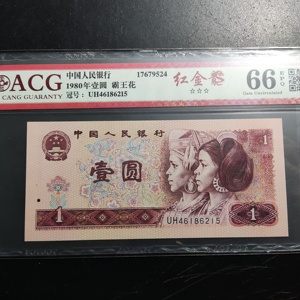 ACG
CANG GUARANTY
中国人民银行 17679524
1980年壹圆 霸王花
冠号：UH46186215
红金龙
☆☆☆
66 EPQ
Gem Uncirculated
中国人民银行
1
壹圆
1
UH46186215